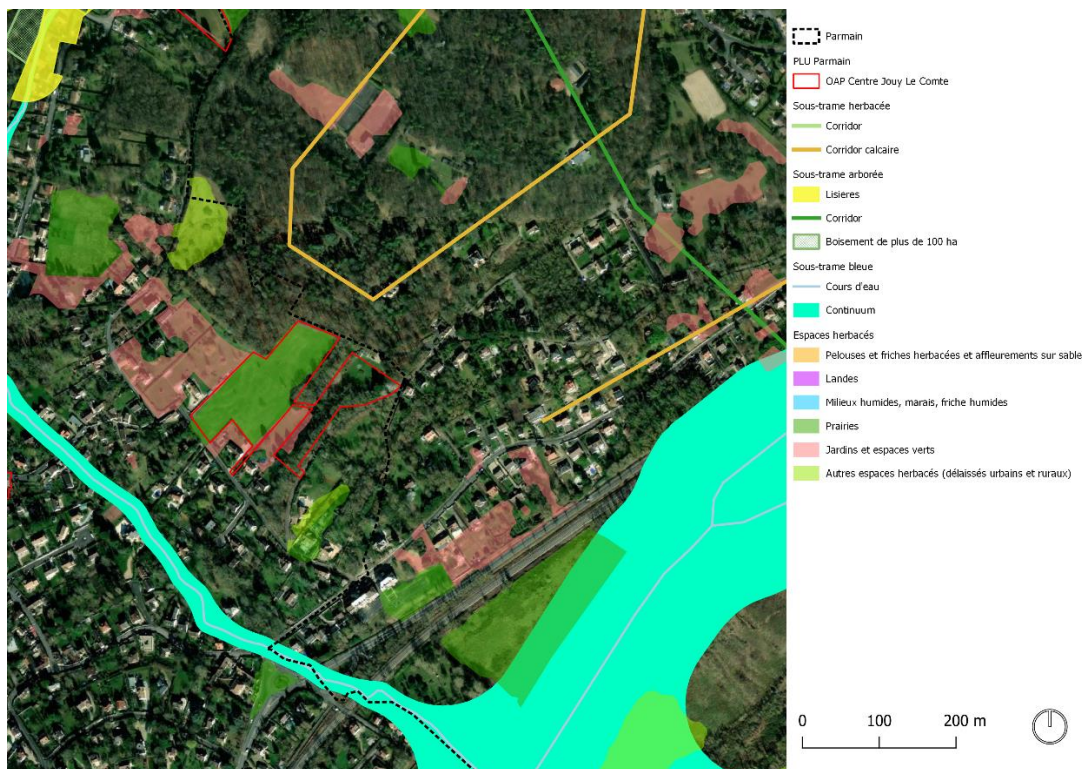 Parmain
PLU Parmain
OAP Centre Jouy Le Comte
Sous-trame herbacée
Corridor
Corridor calcaire
Sous-trame arborée
Lisieres
Corridor
Boisement de plus de 100 ha
Sous-trame bleue
Cours d'eau
Continuum
Espaces herbacés
Pelouses et friches herbacées et affleurements sur sable
Landes
Milieux humides, marais, friche humides
Prairies
Jardins et espaces verts
Autres espaces herbacés (délaissés urbains et ruraux)
0 100 200 m